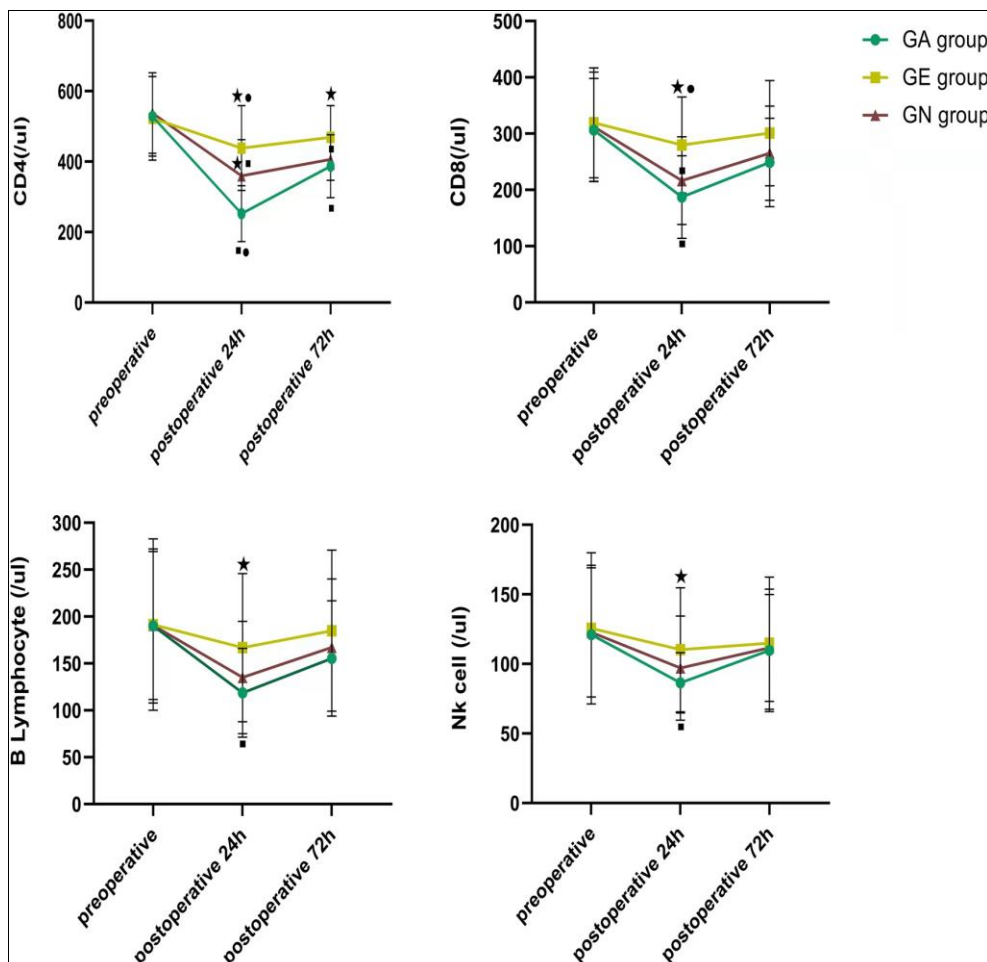 800
600
400
200
0
CD4(/ul)
preoperative
postoperative 24h
postoperative 72h
500
400
300
200
100
0
CD8(/ul)
preoperative
postoperative 24h
postoperative 72h
GA group
GE group
GN group
300
250
200
150
100
50
0
B Lymphocyte (/ul)
preoperative
postoperative 24h
postoperative 72h
200
150
100
50
0
Nk cell (/ul)
preoperative
postoperative 24h
postoperative 72h